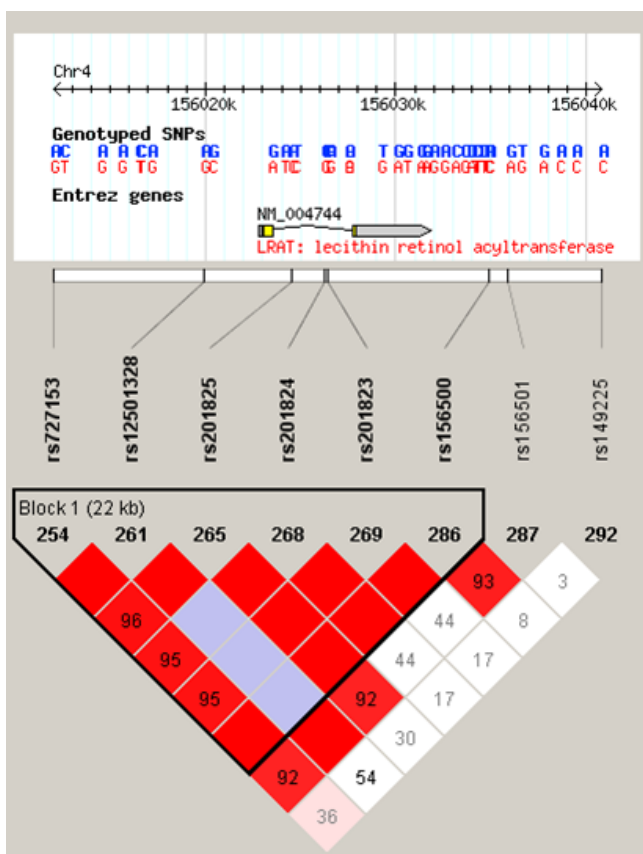 Chr4
156020k 156030k 156040k
Genotyped SNPs
Entrez genes
NM_004744
LRAT: lecithin retinol acyltransferase
rs727153 rs12501328 rs201825 rs201824 rs201823 rs156500 rs156501 rs149225
Block 1 (22 kb)
254 261 265 268 269 286 287 292
93 3
96 44 8
95 44 17
95 92 17
30
92 54
36